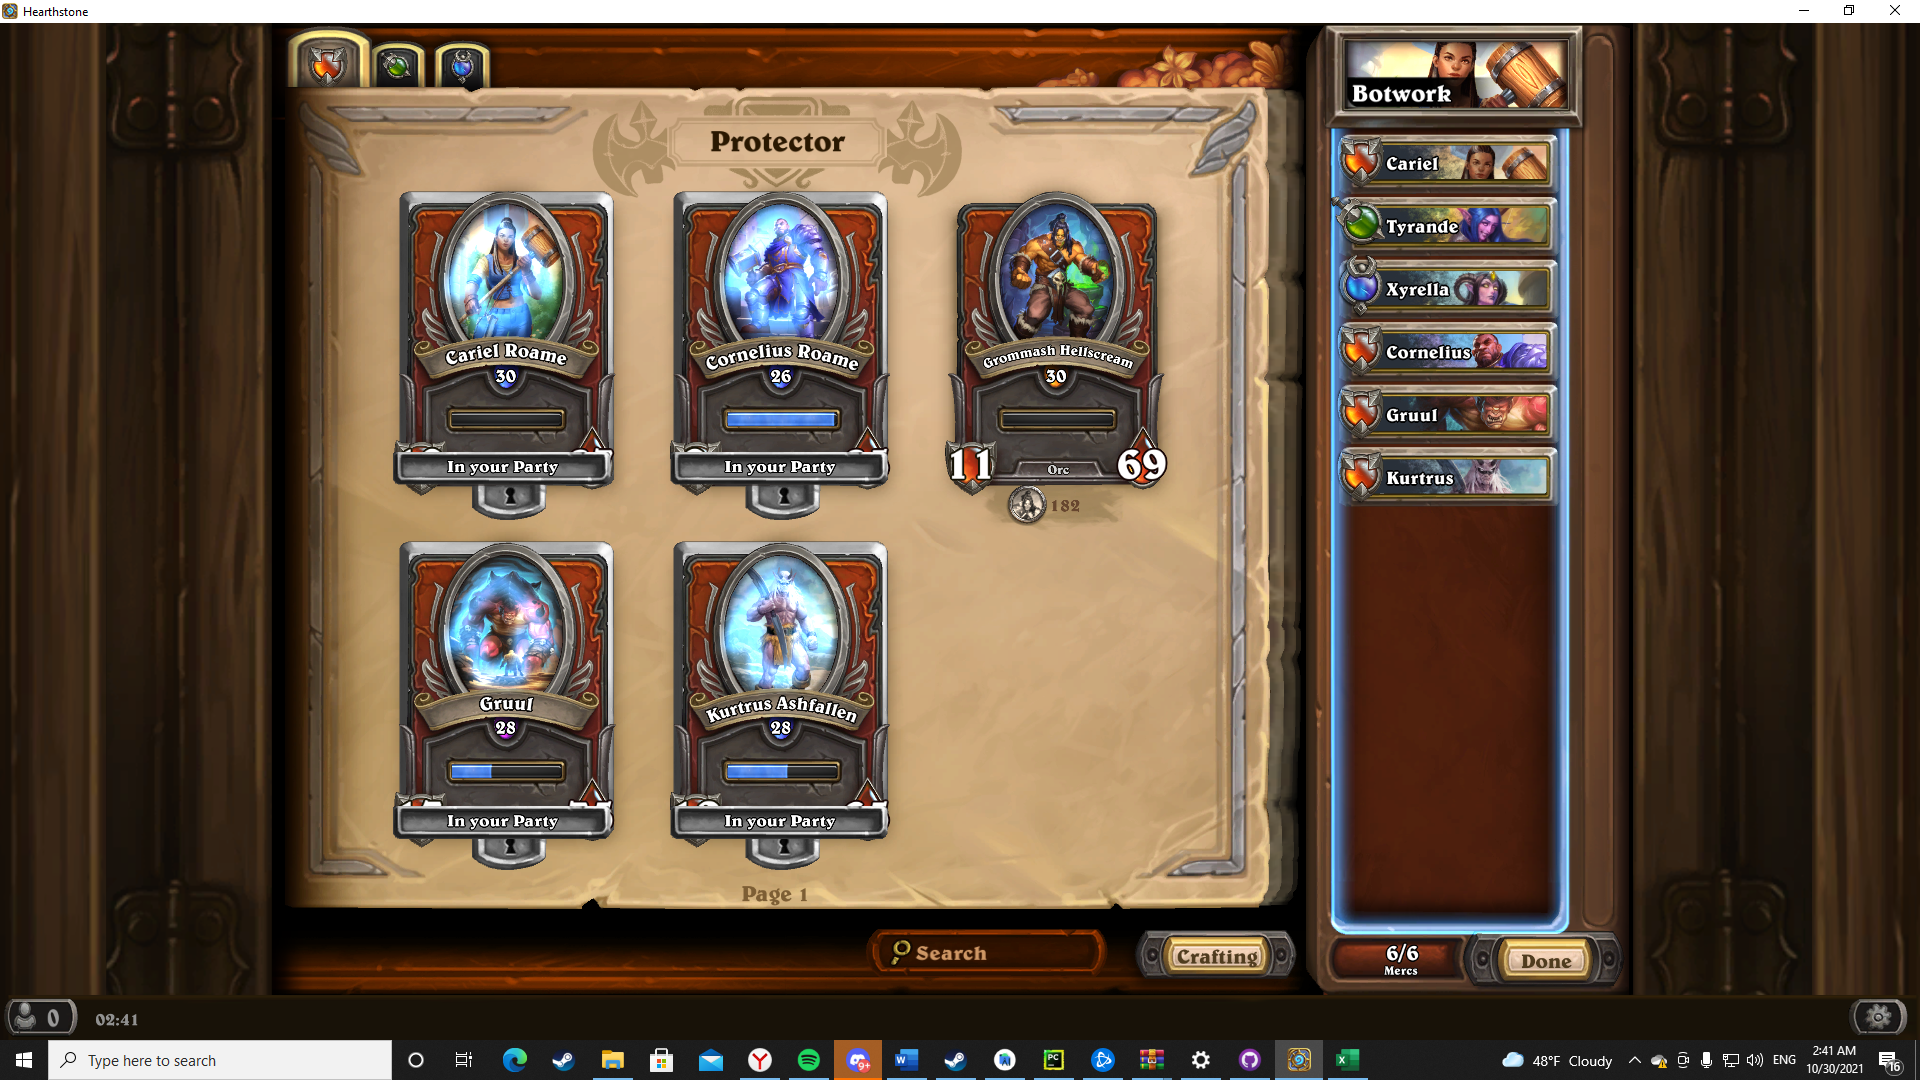 Hearthstone
Protector
Cariel Roame
30
In your Party
Cornelius Roame
26
In your Party
Grommash Hellscream
30
11
Orc
69
182
Gruul
28
In your Party
Kurtrus Ashfallen
28
In your Party
Page 1
Search
Crafting
Botwork
Cariel
Tyrande
Xyrella
Cornelius
Gruul
Kurtrus
6/6
Mercs
Done
0
02:41
Type here to search
9+
W
PC
X
48°F Cloudy
ENG
2:41 AM
10/30/2021
16